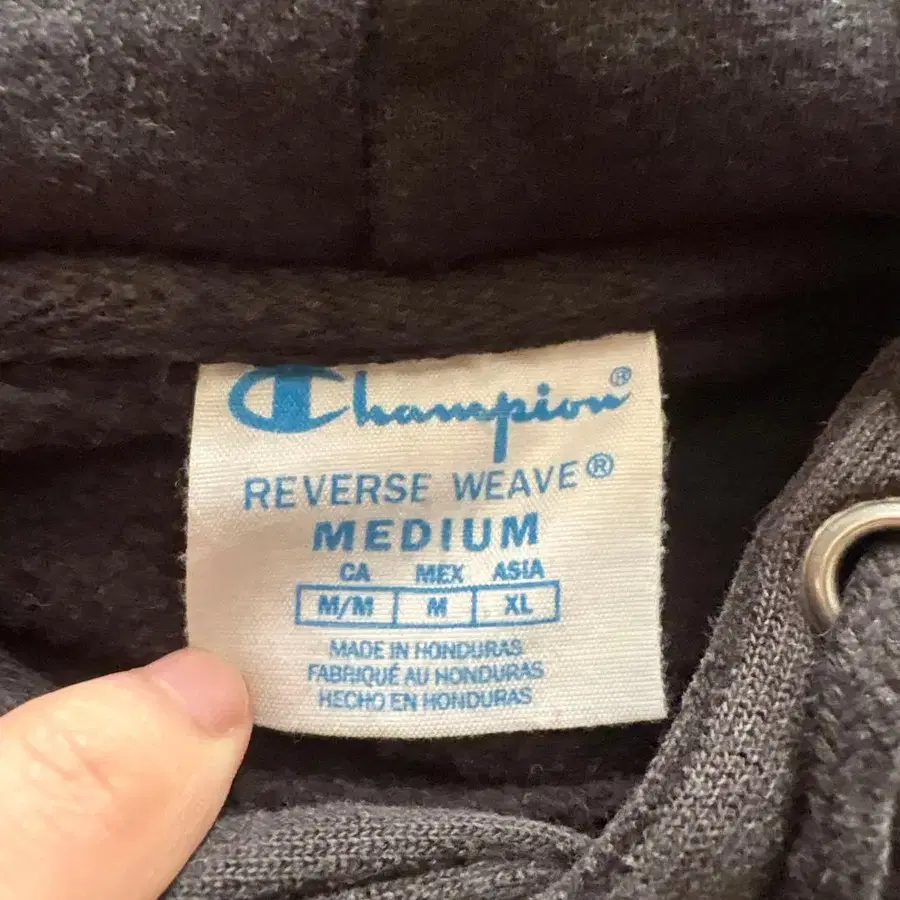 Champion®
REVERSE WEAVE®
MEDIUM
CA MEX ASIA
M/M M XL
MADE IN HONDURAS
FABRIQUÉ AU HONDURAS
HECHO EN HONDURAS